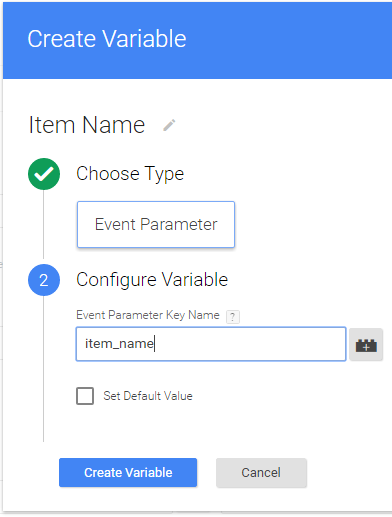 Create Variable
Item Name
Choose Type
Event Parameter
2 Configure Variable
Event Parameter Key Name ?
item_name
Set Default Value
Create Variable Cancel